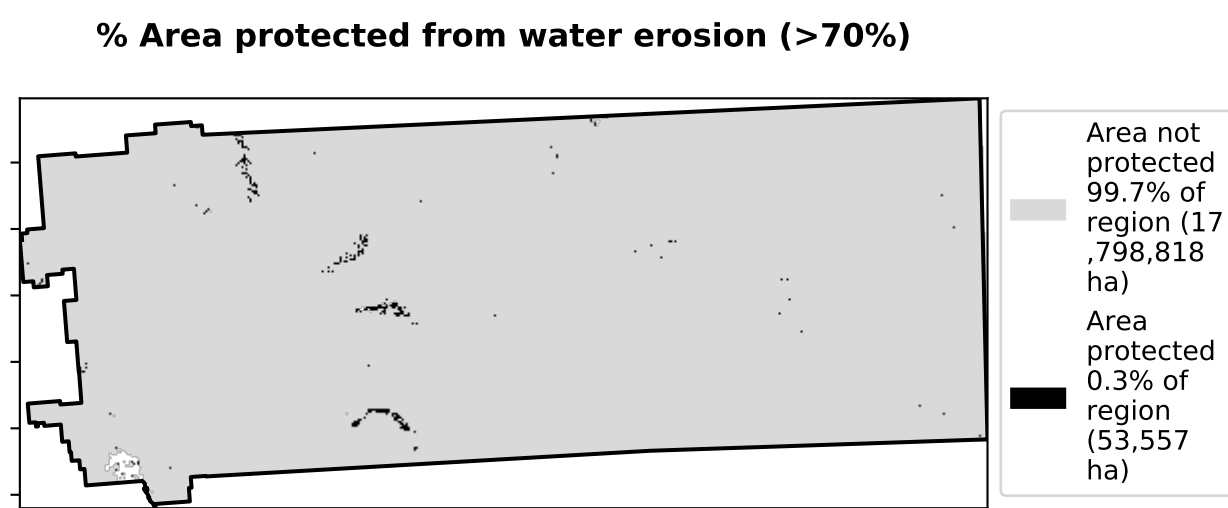 % Area protected from water erosion (>70%)
Area not
protected
99.7% of
region (17
,798,818
ha)
Area
protected
0.3% of
region
(53,557
ha)